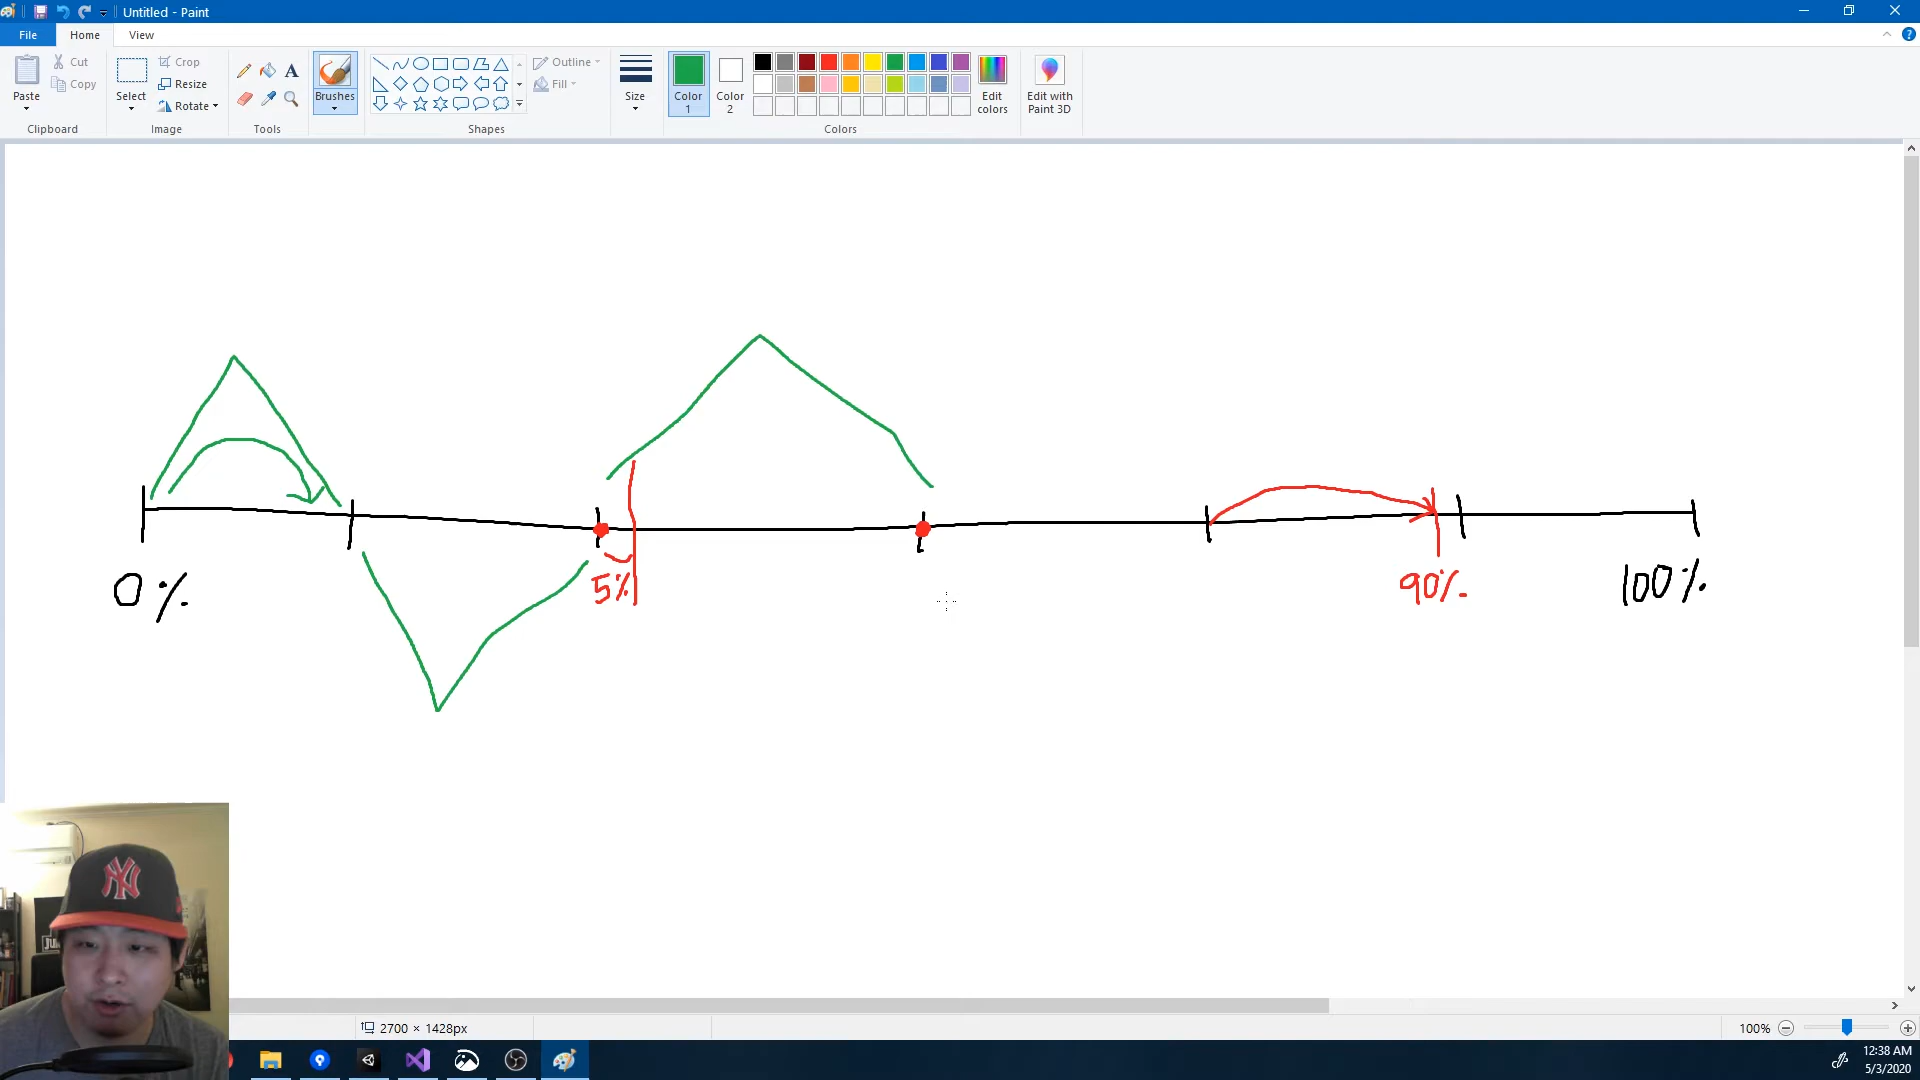 Untitled - Paint
File Home View
Paste
Cut
Copy
Clipboard
Select
Crop
Resize
Rotate
Image
A
Tools
Brushes
Outline
Fill
Shapes
Size
Color 1
Color 2
Edit colors
Colors
Edit with Paint 3D
0%
5%
90%
100%
NY
2700 × 1428px
100%
12:38 AM
5/3/2020